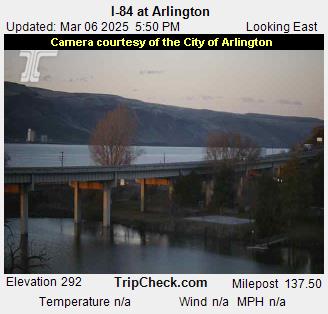 I-84 at Arlington
Updated: Mar 06 2025 5:50 PM Looking East
Camera courtesy of the City of Arlington
Elevation 292 TripCheck.com Milepost 137.50
Temperature n/a Wind n/a MPH n/a